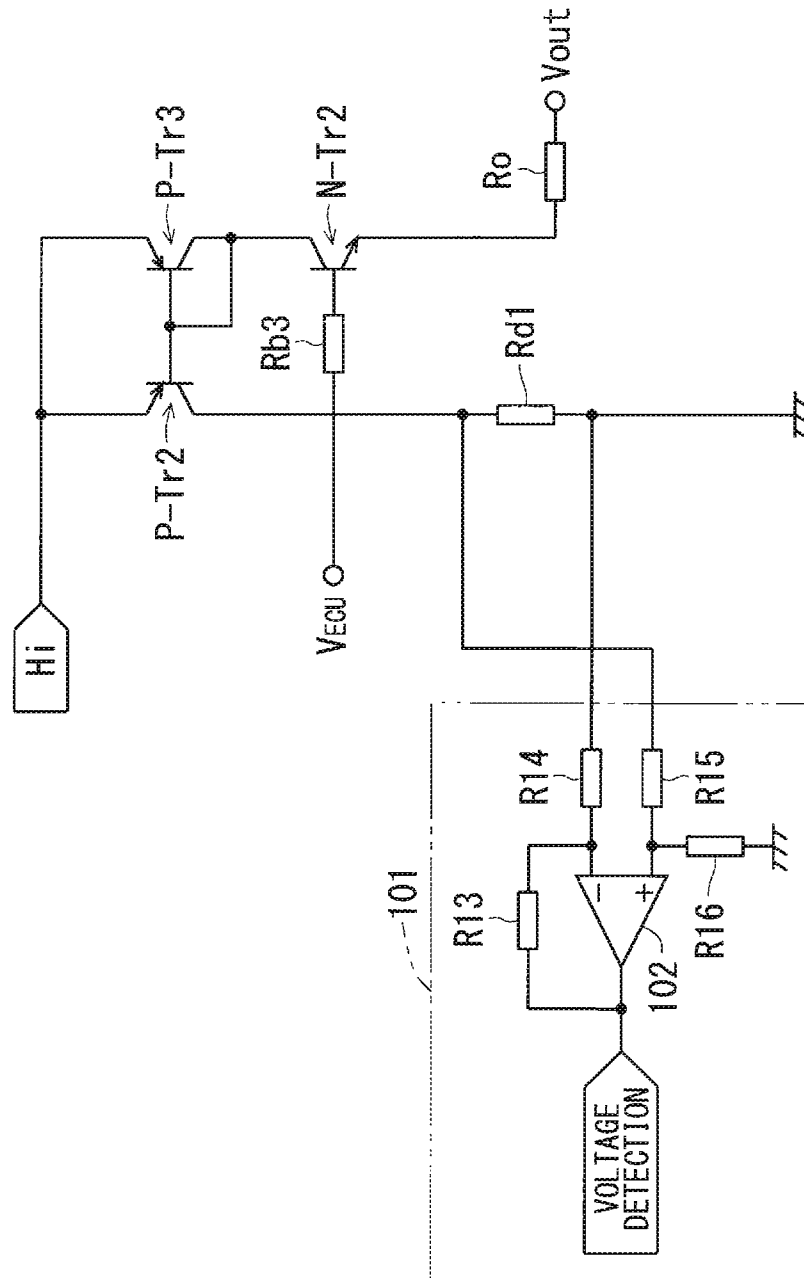 Hi
P-Tr2
P-Tr3
VECU
Rb3
N-Tr2
Rd1
Ro
Vout
101
R13
R14
R15
R16
102
VOLTAGE
DETECTION